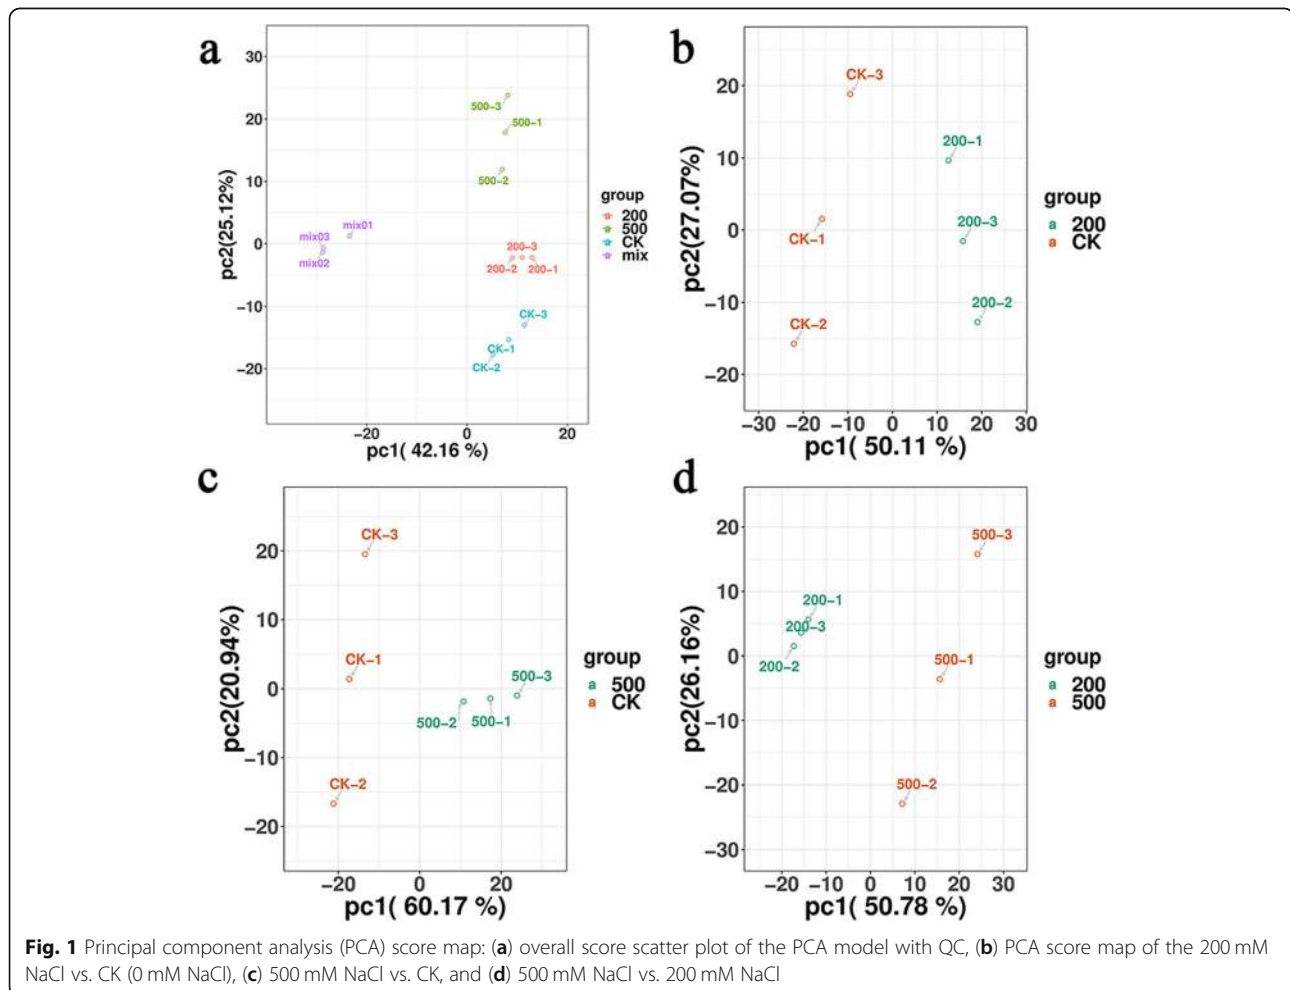 a
30
20
10
0
−10
−20
pc2(25.12%)
500−3
500−1
500−2
mix01
mix03
mix02
200−3
200−2
200−1
CK−3
CK−1
CK−2
−20
0
20
pc1( 42.16 %)
group
200
500
CK
mix
b
20
10
0
−10
−20
pc2(27.07%)
CK−3
200−1
200−3
CK−1
200−2
CK−2
−30
−20
−10
0
10
20
30
pc1( 50.11 %)
group
a 200
a CK
c
20
10
0
−10
−20
pc2(20.94%)
CK−3
CK−1
500−3
500−2
500−1
CK−2
−20
0
20
pc1( 60.17 %)
group
a 500
a CK
d
20
10
0
−10
−20
−30
pc2(26.16%)
500−3
200−1
200−3
200−2
500−1
500−2
−20
−10
0
10
20
30
pc1( 50.78 %)
group
a 200
a 500
Fig. 1 Principal component analysis (PCA) score map: (a) overall score scatter plot of the PCA model with QC, (b) PCA score map of the 200 mM
NaCl vs. CK (0 mM NaCl), (c) 500 mM NaCl vs. CK, and (d) 500 mM NaCl vs. 200 mM NaCl